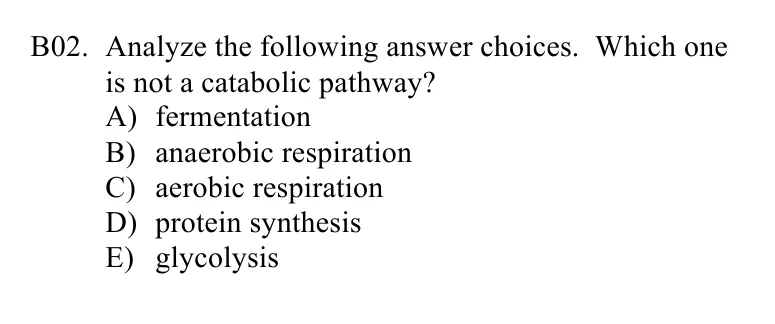 B02. Analyze the following answer choices. Which one
is not a catabolic pathway?
A) fermentation
B) anaerobic respiration
C) aerobic respiration
D) protein synthesis
E) glycolysis